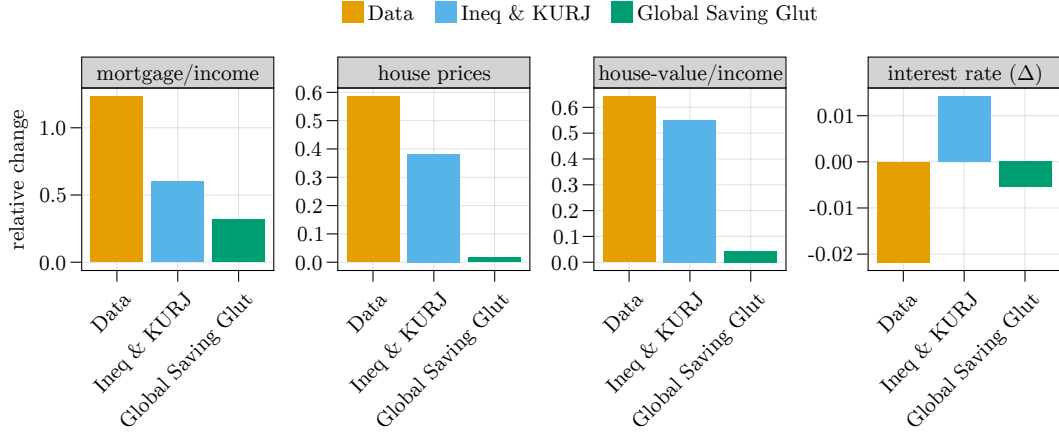 Data Ineq & KURJ Global Saving Glut
mortgage/income
house prices
house-value/income
interest rate (Δ)
relative change
1.0
0.5
0.0
Data
Ineq & KURJ
Global Saving Glut
0.6
0.5
0.4
0.3
0.2
0.1
0.0
Data
Ineq & KURJ
Global Saving Glut
0.6
0.5
0.4
0.3
0.2
0.1
0.0
Data
Ineq & KURJ
Global Saving Glut
0.01
0.00
-0.01
-0.02
Data
Ineq & KURJ
Global Saving Glut